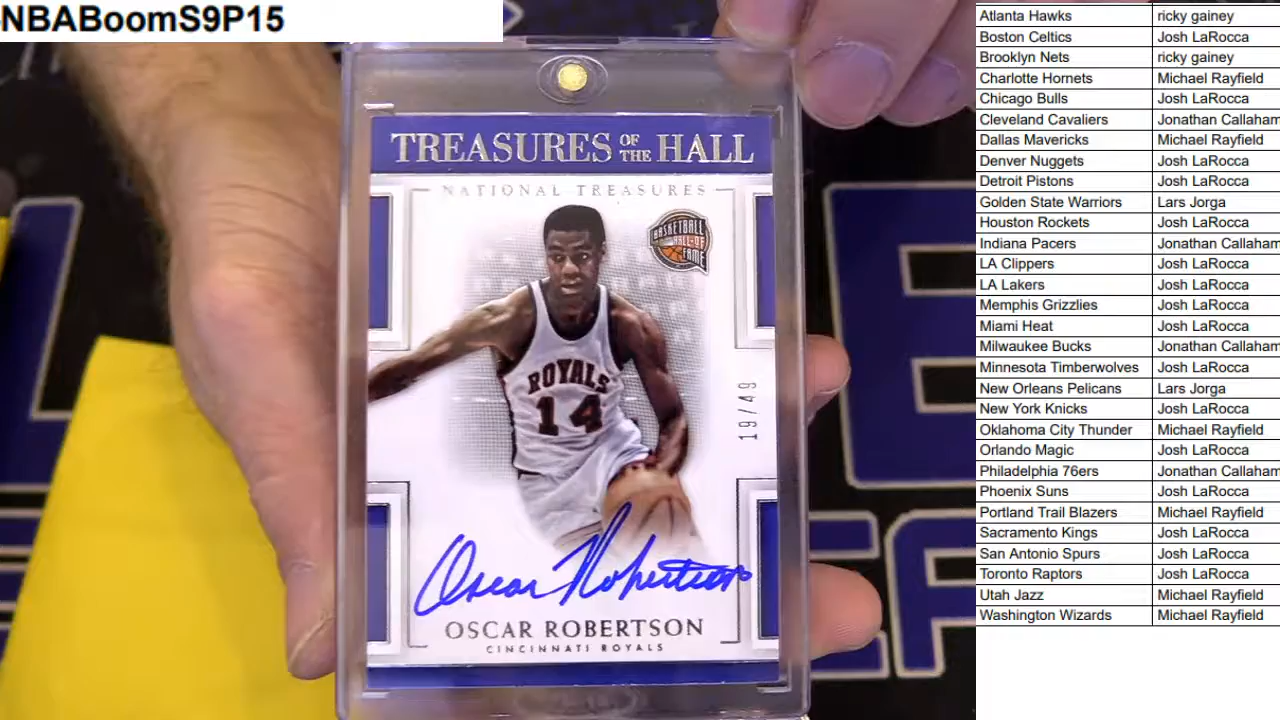 NBABoomS9P15
TREASURES OF THE HALL
NATIONAL TREASURES
BASKETBALL
HALL-OF
FAME
ROYALS
14
19/49
Oscar Robertson
OSCAR ROBERTSON
CINCINNATI ROYALS
Atlanta Hawks ricky gainey
Boston Celtics Josh LaRocca
Brooklyn Nets ricky gainey
Charlotte Hornets Michael Rayfield
Chicago Bulls Josh LaRocca
Cleveland Cavaliers Jonathan Callaham
Dallas Mavericks Michael Rayfield
Denver Nuggets Josh LaRocca
Detroit Pistons Josh LaRocca
Golden State Warriors Lars Jorga
Houston Rockets Josh LaRocca
Indiana Pacers Jonathan Callaham
LA Clippers Josh LaRocca
LA Lakers Josh LaRocca
Memphis Grizzlies Josh LaRocca
Miami Heat Josh LaRocca
Milwaukee Bucks Jonathan Callaham
Minnesota Timberwolves Josh LaRocca
New Orleans Pelicans Lars Jorga
New York Knicks Josh LaRocca
Oklahoma City Thunder Michael Rayfield
Orlando Magic Josh LaRocca
Philadelphia 76ers Jonathan Callaham
Phoenix Suns Josh LaRocca
Portland Trail Blazers Michael Rayfield
Sacramento Kings Josh LaRocca
San Antonio Spurs Josh LaRocca
Toronto Raptors Josh LaRocca
Utah Jazz Michael Rayfield
Washington Wizards Michael Rayfield